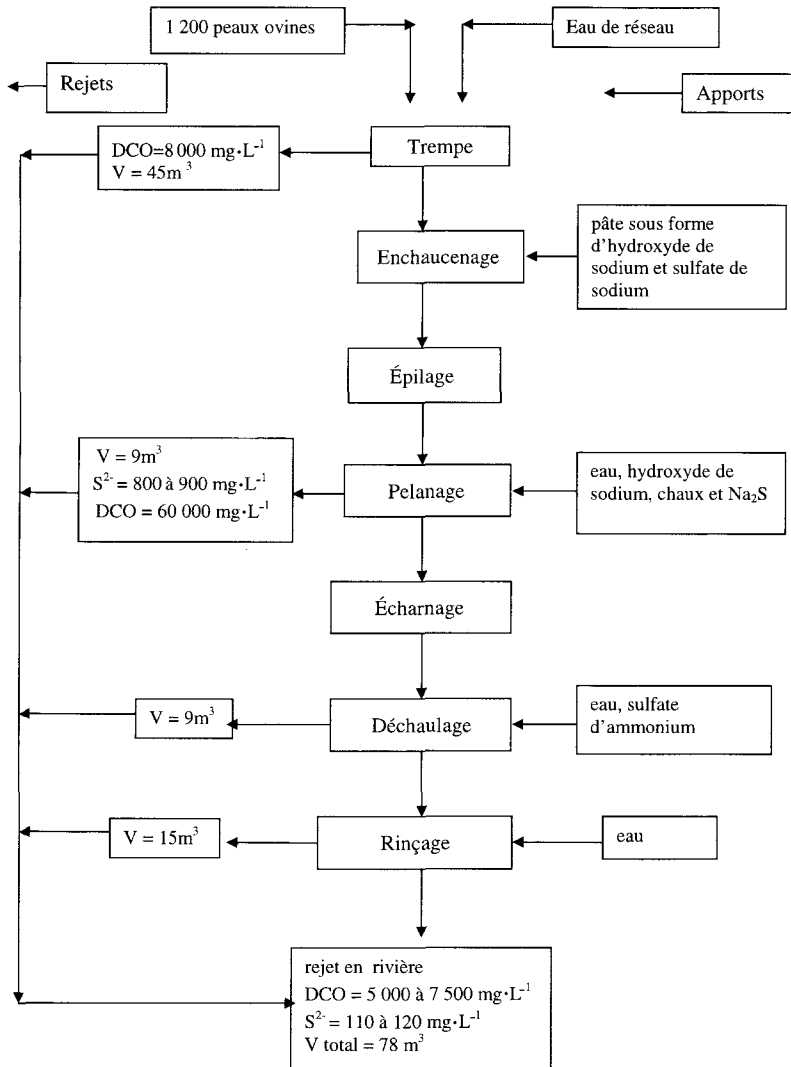 1 200 peaux ovines
Eau de réseau
Rejets
Apports
DCO=8 000 mg·L⁻¹
V = 45m³
Trempe
Enchaucenage
pâte sous forme
d'hydroxyde de
sodium et sulfate de
sodium
Épilage
V = 9m³
S²⁻ = 800 à 900 mg·L⁻¹
DCO = 60 000 mg·L⁻¹
Pelanage
eau, hydroxyde de
sodium, chaux et Na₂S
Écharnage
V = 9m³
Déchaulage
eau, sulfate
d'ammonium
V = 15m³
Rinçage
eau
rejet en rivière
DCO = 5 000 à 7 500 mg·L⁻¹
S²⁻ = 110 à 120 mg·L⁻¹
V total = 78 m³